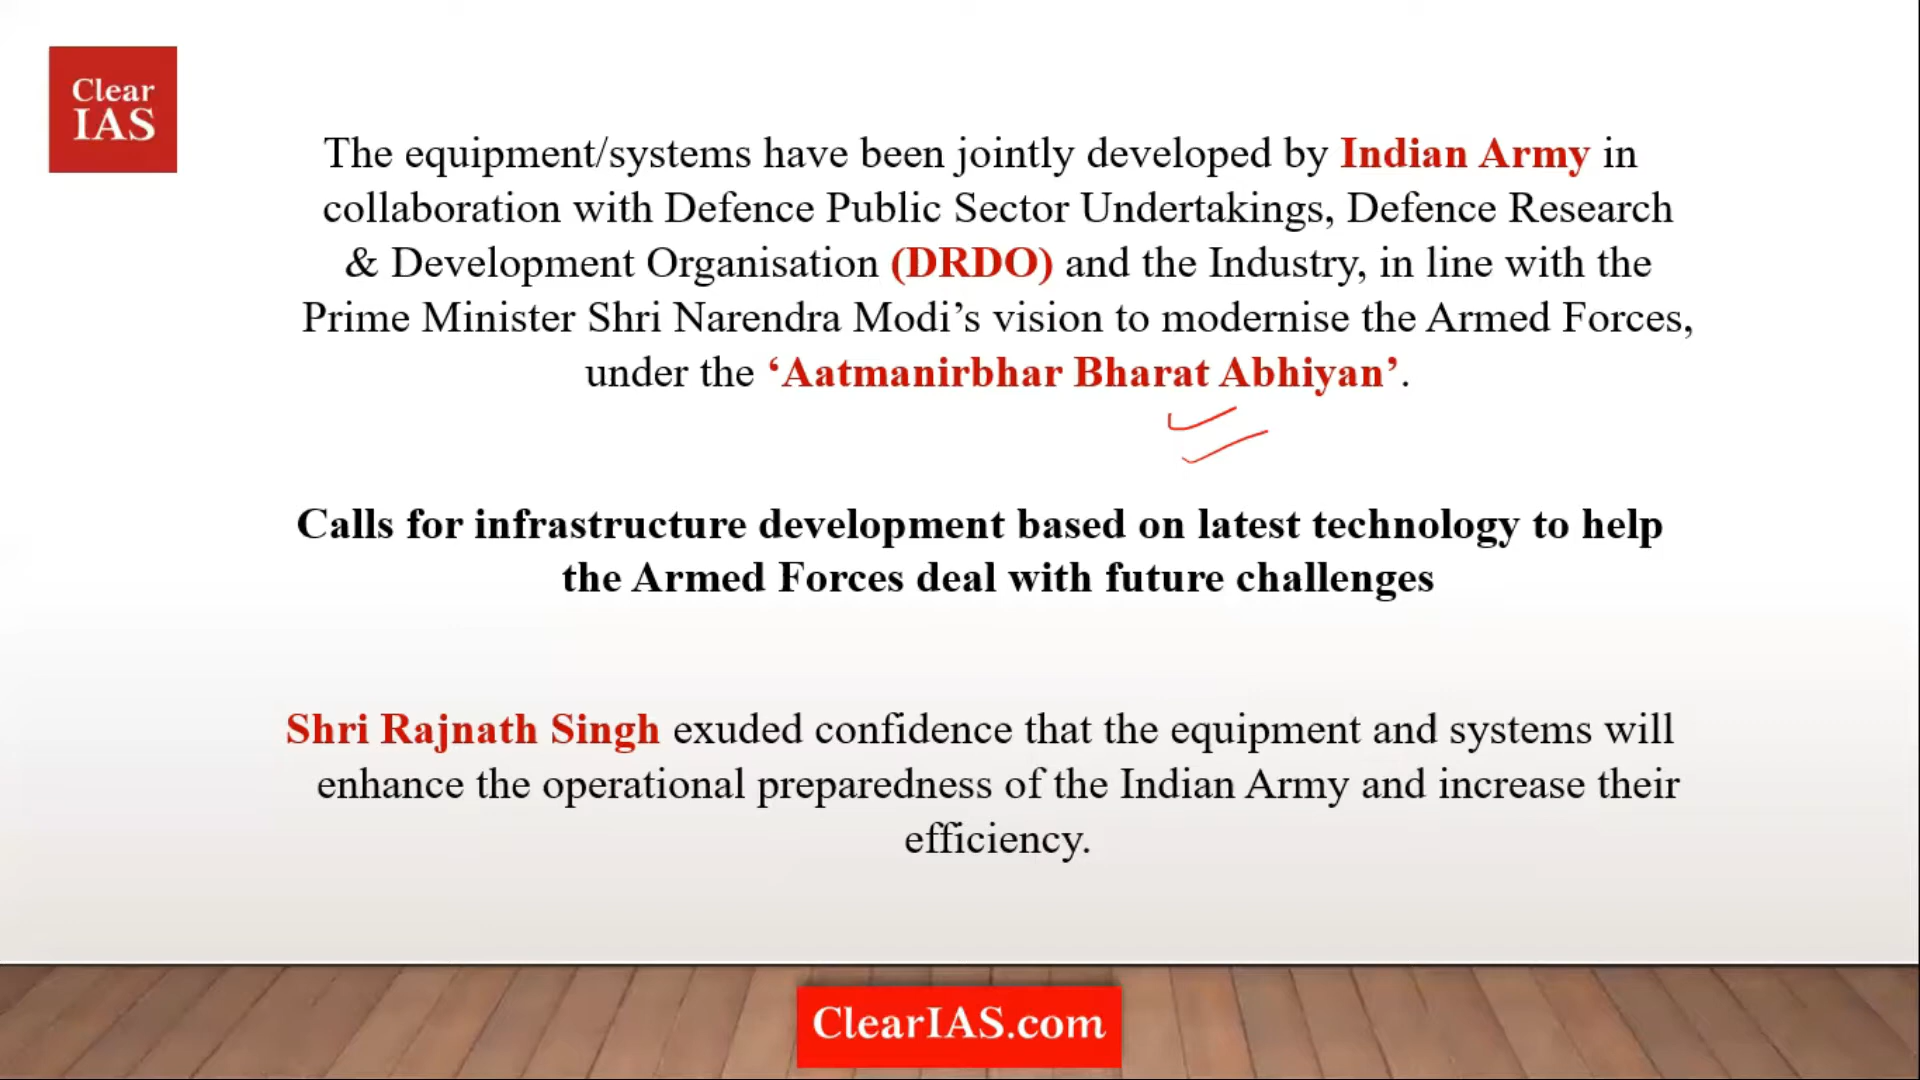 Clear
IAS
The equipment/systems have been jointly developed by Indian Army in
collaboration with Defence Public Sector Undertakings, Defence Research
& Development Organisation (DRDO) and the Industry, in line with the
Prime Minister Shri Narendra Modi’s vision to modernise the Armed Forces,
under the ‘Aatmanirbhar Bharat Abhiyan’.
Calls for infrastructure development based on latest technology to help
the Armed Forces deal with future challenges
Shri Rajnath Singh exuded confidence that the equipment and systems will
enhance the operational preparedness of the Indian Army and increase their
efficiency.
ClearIAS.com